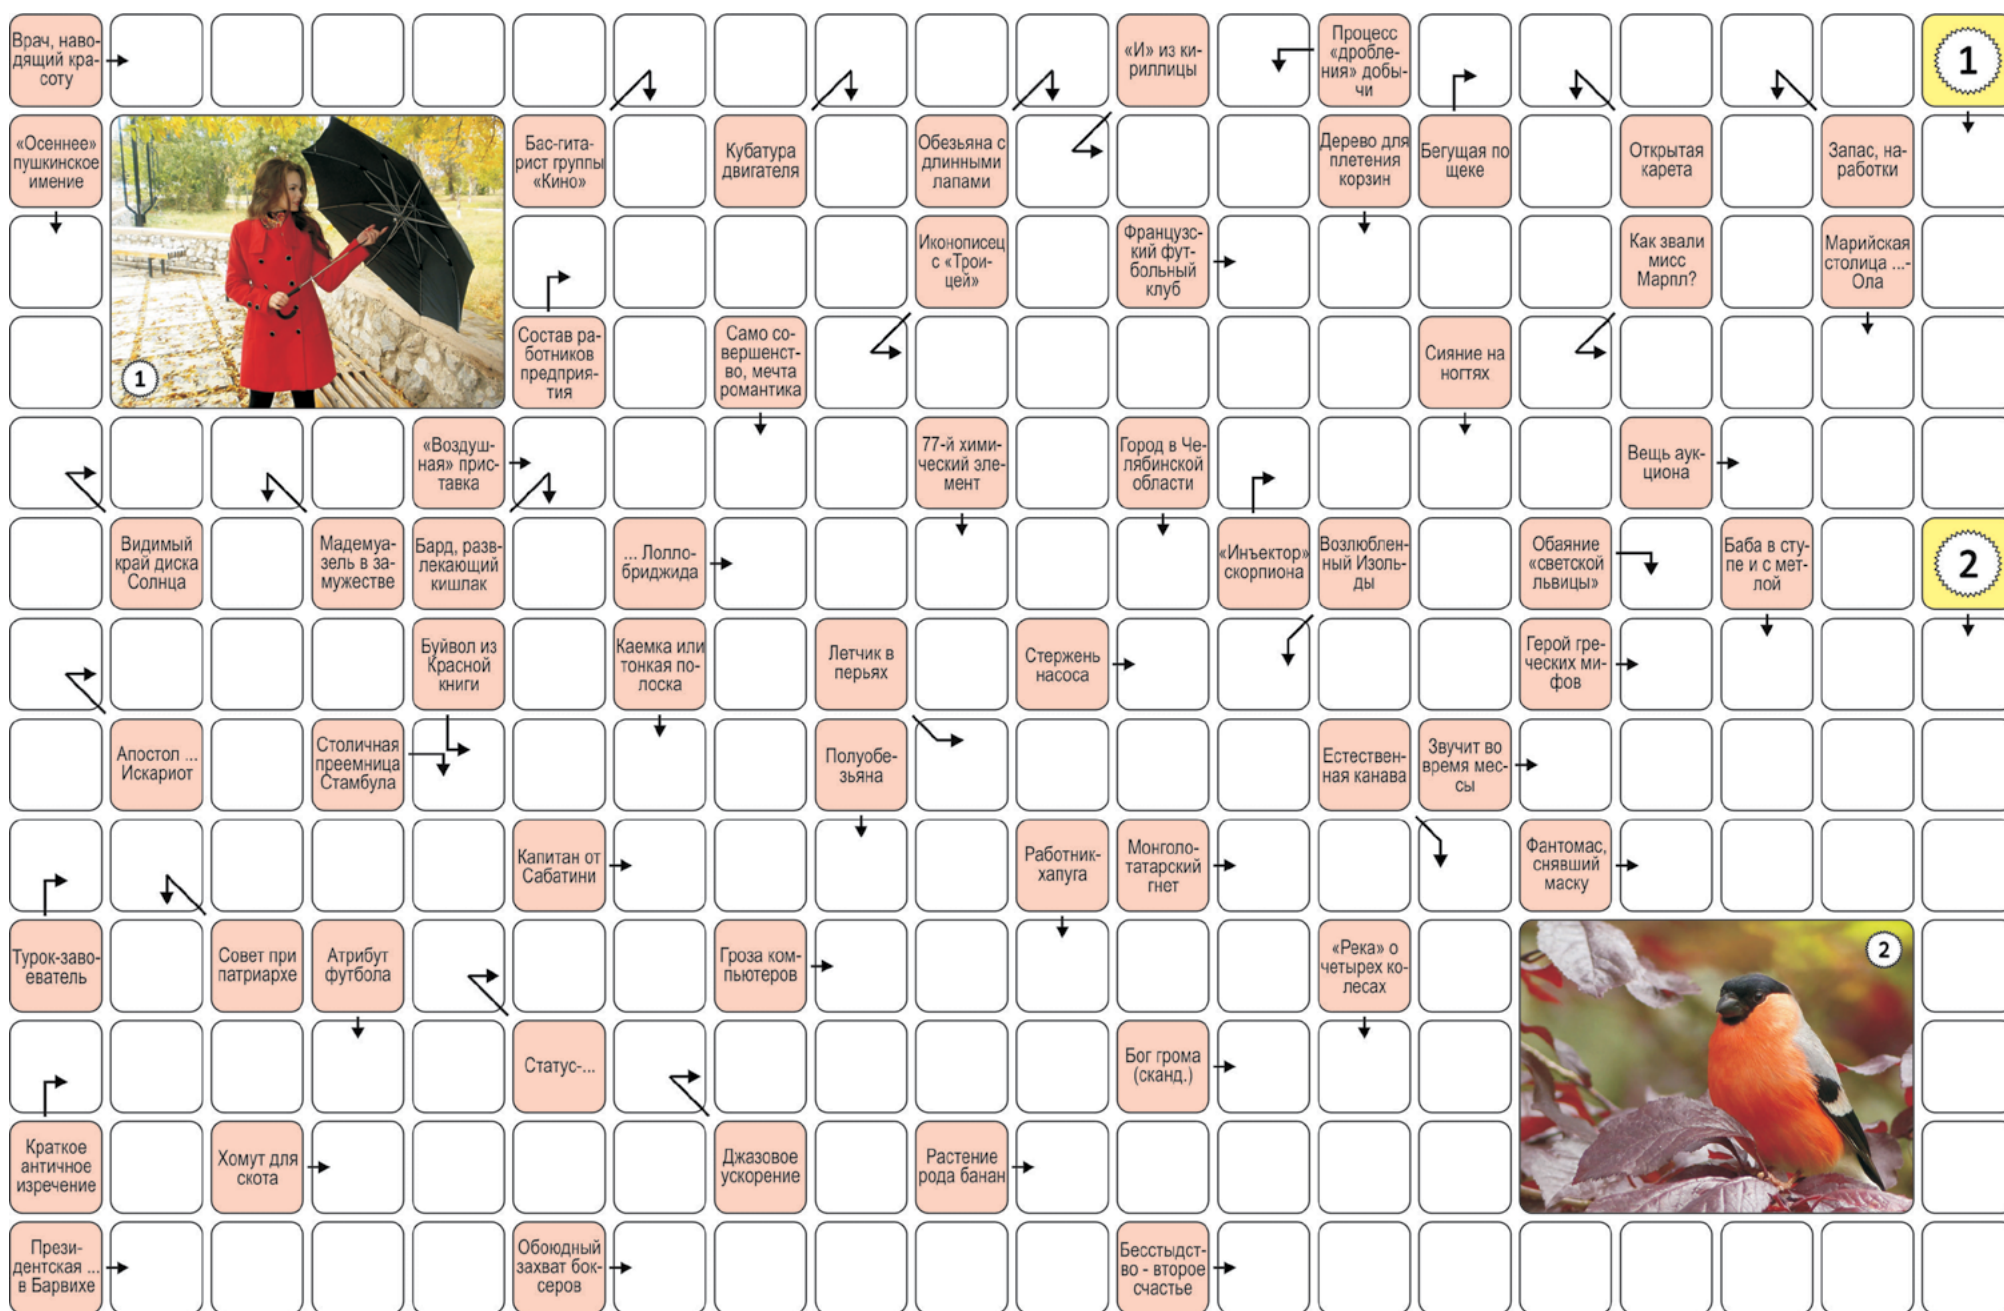 Врач, наво-
дящий кра-
соту
«И» из ки-
риллицы
Процесс
«дробле-
ния» добы-
чи
1
«Осеннее»
пушкинское
имение
Бас-гита-
рист группы
«Кино»
Кубатура
двигателя
Обезьяна с
длинными
лапами
Дерево для
плетения
корзин
Бегущая по
щеке
Открытая
карета
Запас, на-
работки
Иконописец
с «Трои-
цей»
Французс-
кий фут-
больный
клуб
Как звали
мисс
Марпл?
Марийская
столица ...-
Ола
1
Состав ра-
ботников
предприя-
тия
Само со-
вершенст-
во, мечта
романтика
Сияние на
ногтях
«Воздуш-
ная» прис-
тавка
77-й хими-
ческий эле-
мент
Город в Че-
лябинской
области
Вещь аук-
циона
Видимый
край диска
Солнца
Мадемуа-
зель в за-
мужестве
Бард, разв-
лекающий
кишлак
... Лолло-
бриджида
«Инъектор»
скорпиона
Возлюблен-
ный Изоль-
ды
Обаяние
«светской
львицы»
Баба в сту-
пе и с мет-
лой
2
Буйвол из
Красной
книги
Каемка или
тонкая по-
лоска
Летчик в
перьях
Стержень
насоса
Герой гре-
ческих ми-
фов
Апостол ...
Искариот
Столичная
преемница
Стамбула
Полуобе-
зьяна
Естествен-
ная канава
Звучит во
время мес-
сы
Капитан от
Сабатини
Работник-
хапуга
Монголо-
татарский
гнет
Фантомас,
снявший
маску
Турок-заво-
еватель
Совет при
патриархе
Атрибут
футбола
Гроза ком-
пьютеров
«Река» о
четырех ко-
лесах
2
Статус-...
Бог грома
(сканд.)
Краткое
античное
изречение
Хомут для
скота
Джазовое
ускорение
Растение
рода банан
Прези-
дентская ...
в Барвихе
Обоюдный
захват бок-
серов
Бесстыдст-
во - второе
счастье